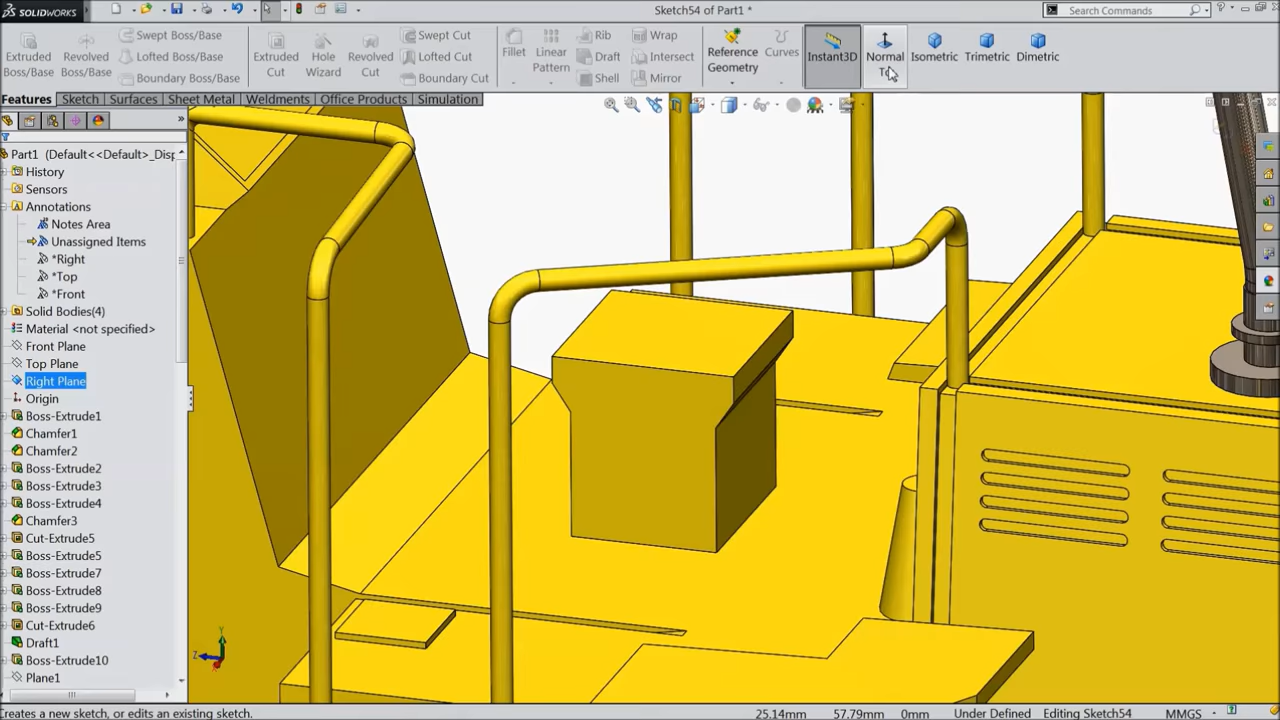 SOLIDWORKS
Sketch54 of Part1 *
Search Commands
Extruded Boss/Base
Revolved Boss/Base
Swept Boss/Base
Lofted Boss/Base
Boundary Boss/Base
Extruded Cut
Hole Wizard
Revolved Cut
Swept Cut
Lofted Cut
Boundary Cut
Fillet
Linear Pattern
Rib
Draft
Shell
Wrap
Intersect
Mirror
Reference Geometry
Curves
Instant3D
Normal To
Isometric
Trimetric
Dimetric
Features
Sketch
Surfaces
Sheet Metal
Weldments
Office Products
Simulation
Part1 (Default<<Default>_Disp
History
Sensors
Annotations
Notes Area
Unassigned Items
*Right
*Top
*Front
Solid Bodies(4)
Material <not specified>
Front Plane
Top Plane
Right Plane
Origin
Boss-Extrude1
Chamfer1
Chamfer2
Boss-Extrude2
Boss-Extrude3
Boss-Extrude4
Chamfer3
Cut-Extrude5
Boss-Extrude5
Boss-Extrude7
Boss-Extrude8
Boss-Extrude9
Cut-Extrude6
Draft1
Boss-Extrude10
Plane1
Y
Z
X
Creates a new sketch, or edits an existing sketch.
25.14mm 57.79mm 0mm Under Defined Editing Sketch54 MMGS